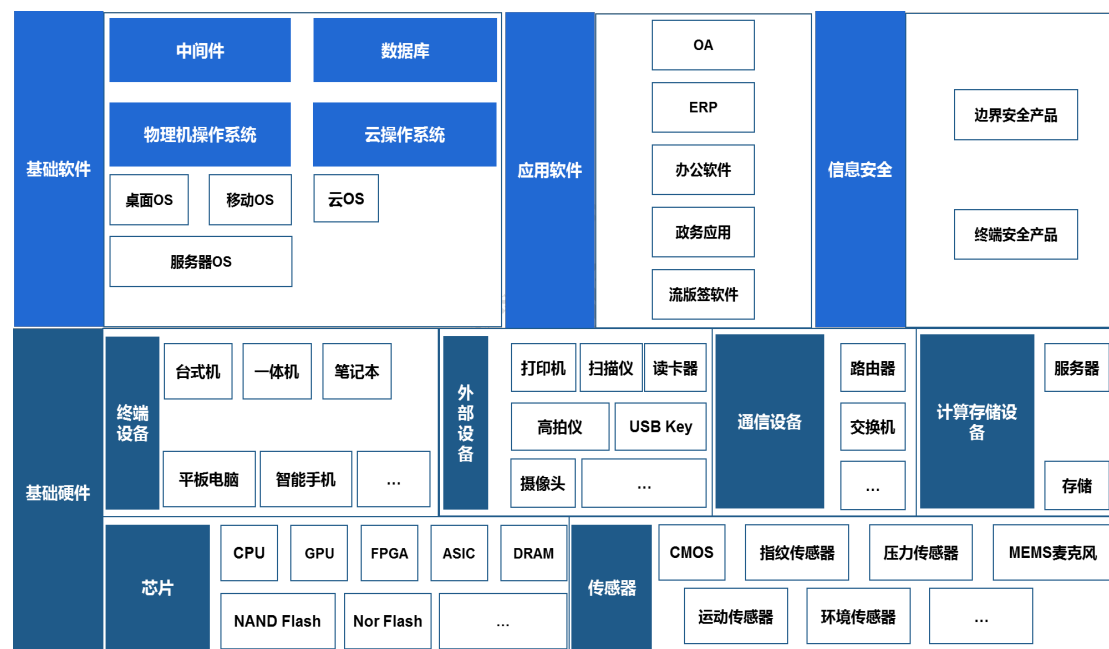 基础软件
中间件
数据库
物理机操作系统
云操作系统
桌面OS
移动OS
云OS
服务器OS
应用软件
OA
ERP
办公软件
政务应用
流版签软件
信息安全
边界安全产品
终端安全产品
基础硬件
终端
设备
台式机
一体机
笔记本
平板电脑
智能手机
...
外
部
设
备
打印机
扫描仪
读卡器
高拍仪
USB Key
摄像头
...
通信设备
路由器
交换机
...
计算存储设
备
服务器
存储
芯片
CPU
GPU
FPGA
ASIC
DRAM
NAND Flash
Nor Flash
...
传感器
CMOS
指纹传感器
压力传感器
MEMS麦克风
运动传感器
环境传感器
...